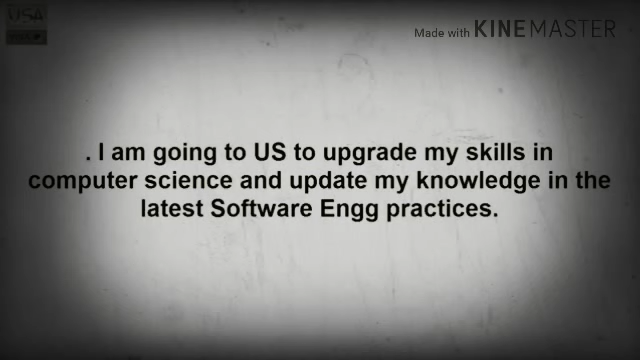 USA
Made with KINEMASTER
. I am going to US to upgrade my skills in
computer science and update my knowledge in the
latest Software Engg practices.